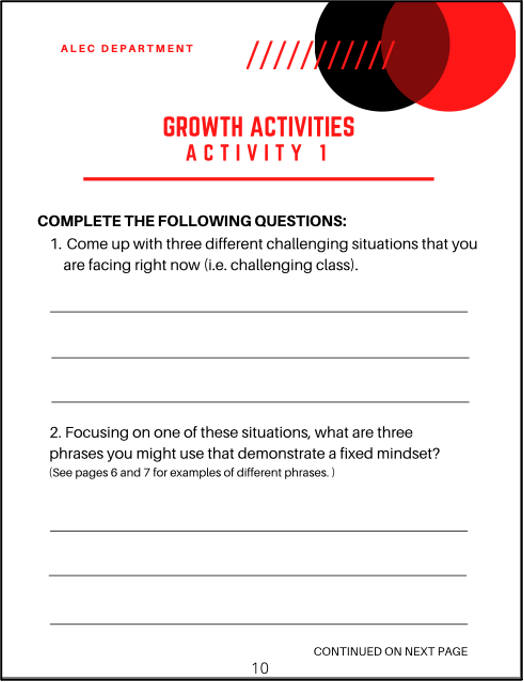 ALEC DEPARTMENT
GROWTH ACTIVITIES
ACTIVITY 1
COMPLETE THE FOLLOWING QUESTIONS:
1. Come up with three different challenging situations that you
are facing right now (i.e. challenging class).
2. Focusing on one of these situations, what are three
phrases you might use that demonstrate a fixed mindset?
(See pages 6 and 7 for examples of different phrases. )
CONTINUED ON NEXT PAGE
10